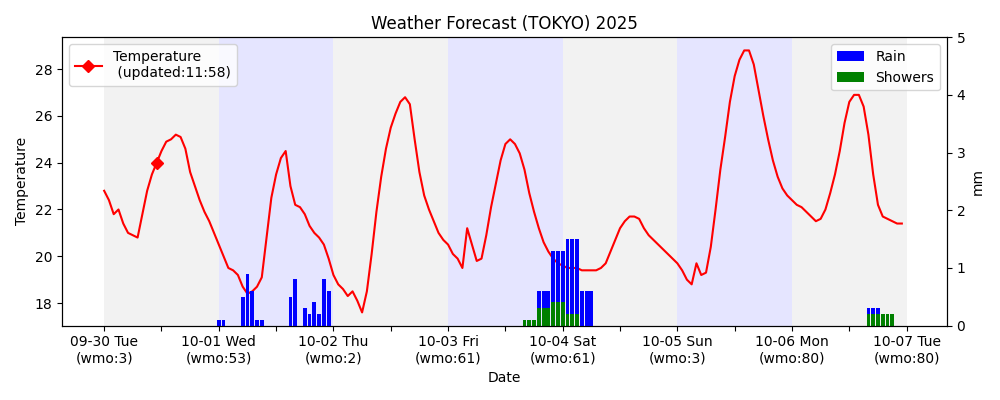 Weather Forecast (TOKYO) 2025
Temperature
(updated:11:58)
Rain
Showers
Temperature
28
26
24
22
20
18
5
4
3
2
1
0
mm
09-30 Tue
(wmo:3)
10-01 Wed
(wmo:53)
10-02 Thu
(wmo:2)
10-03 Fri
(wmo:61)
10-04 Sat
(wmo:61)
10-05 Sun
(wmo:3)
10-06 Mon
(wmo:80)
10-07 Tue
(wmo:80)
Date